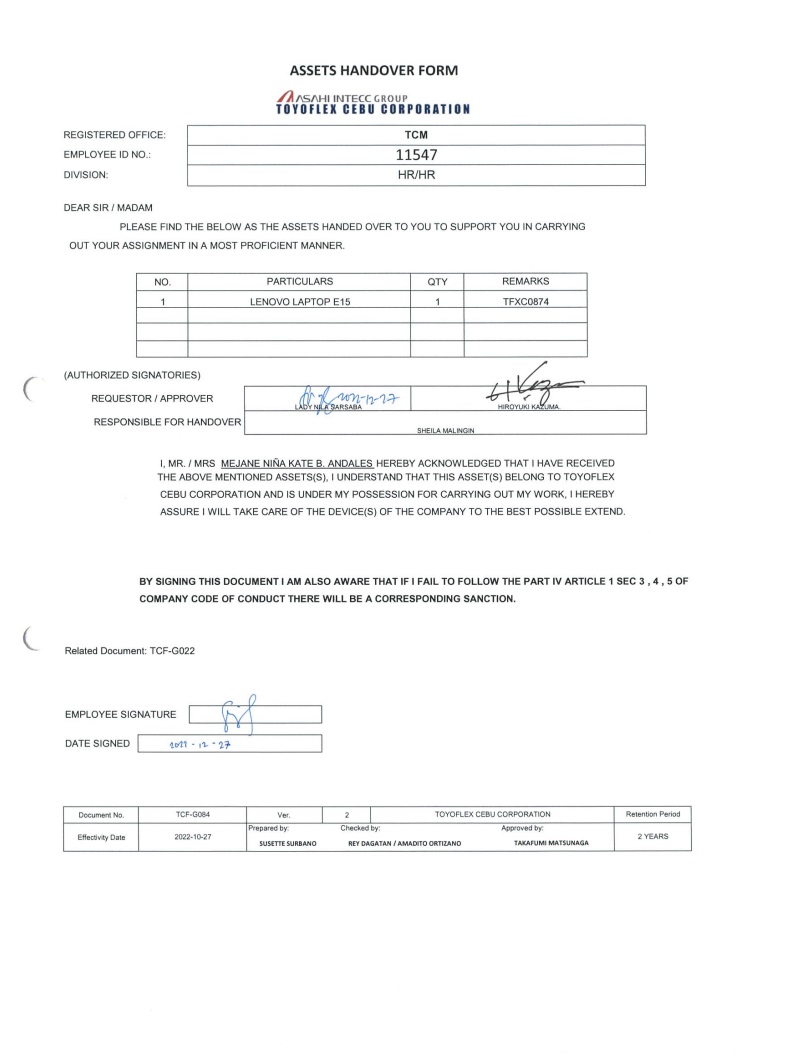 ASSETS HANDOVER FORM
ASAHI INTECC GROUP
TOYOFLEX CEBU CORPORATION
REGISTERED OFFICE: TCM
EMPLOYEE ID NO.: 11547
DIVISION: HR/HR
DEAR SIR / MADAM
PLEASE FIND THE BELOW AS THE ASSETS HANDED OVER TO YOU TO SUPPORT YOU IN CARRYING
OUT YOUR ASSIGNMENT IN A MOST PROFICIENT MANNER.
NO. PARTICULARS QTY REMARKS
1 LENOVO LAPTOP E15 1 TFXC0874
(AUTHORIZED SIGNATORIES)
REQUESTOR / APPROVER LADY NILA SARSABA HIROYUKI KAZUMA.
RESPONSIBLE FOR HANDOVER SHEILA MALINGIN
I, MR. / MRS MEJANE NIÑA KATE B. ANDALES HEREBY ACKNOWLEDGED THAT I HAVE RECEIVED
THE ABOVE MENTIONED ASSETS(S), I UNDERSTAND THAT THIS ASSET(S) BELONG TO TOYOFLEX
CEBU CORPORATION AND IS UNDER MY POSSESSION FOR CARRYING OUT MY WORK, I HEREBY
ASSURE I WILL TAKE CARE OF THE DEVICE(S) OF THE COMPANY TO THE BEST POSSIBLE EXTEND.
BY SIGNING THIS DOCUMENT I AM ALSO AWARE THAT IF I FAIL TO FOLLOW THE PART IV ARTICLE 1 SEC 3 , 4 , 5 OF
COMPANY CODE OF CONDUCT THERE WILL BE A CORRESPONDING SANCTION.
Related Document: TCF-G022
EMPLOYEE SIGNATURE
DATE SIGNED
Document No. TCF-G084 Ver. 2 TOYOFLEX CEBU CORPORATION Retention Period
Effectivity Date 2022-10-27 Prepared by: Checked by: Approved by: 2 YEARS
SUSETTE SURBANO REY DAGATAN / AMADITO ORTIZANO TAKAFUMI MATSUNAGA